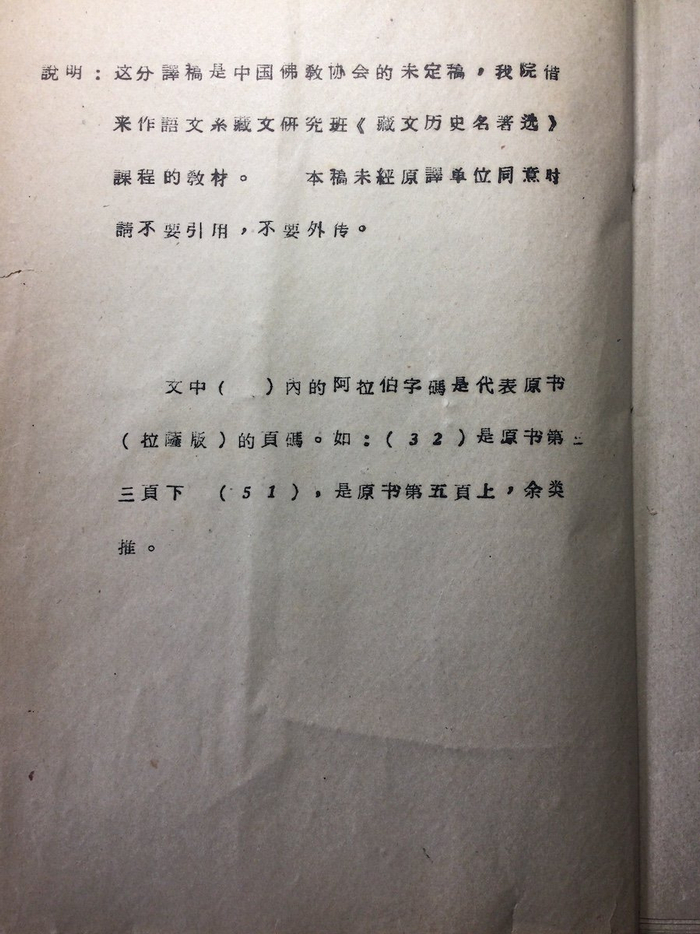 說明：这分譯稿是中国佛教协会的未定稿，我院借
来作語文系藏文研究班《藏文历史名著选》
課程的教材。　　本稿未經原譯单位同意时
請不要引用，不要外传。
文中（　）內的阿拉伯字碼是代表原书
（拉薩版）的頁碼。如：（32）是原书第
三頁下　（51），是原书第五頁上，余类
推。